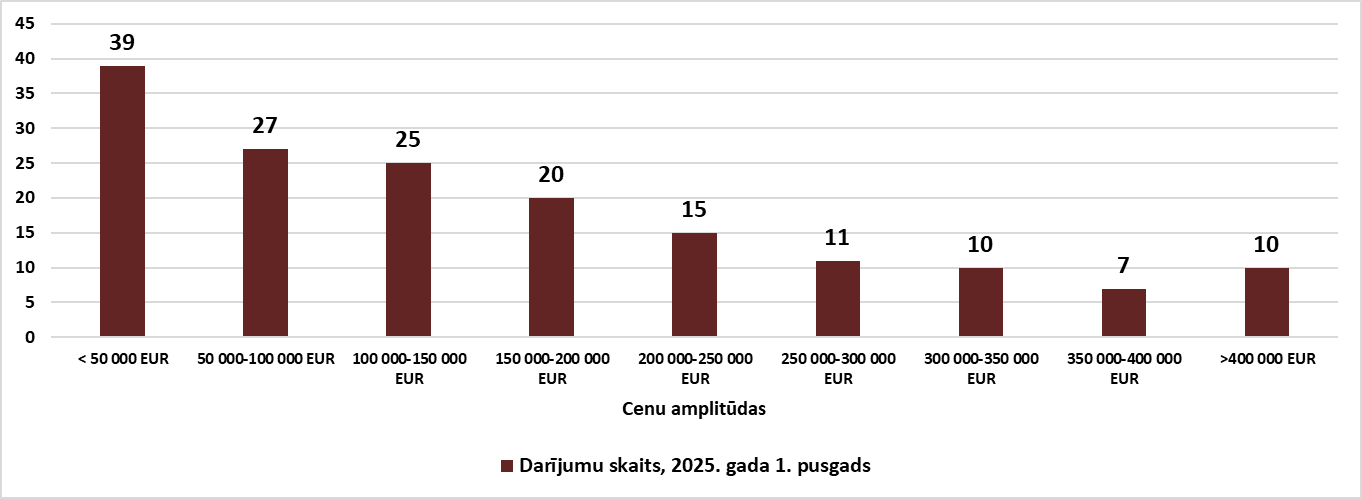 45
40
35
30
25
20
15
10
5
0
39
27
25
20
15
11
10
7
10
< 50 000 EUR
50 000-100 000 EUR
100 000-150 000
EUR
150 000-200 000
EUR
200 000-250 000
EUR
250 000-300 000
EUR
300 000-350 000
EUR
350 000-400 000
EUR
>400 000 EUR
Cenu amplitūdas
Darījumu skaits, 2025. gada 1. pusgads